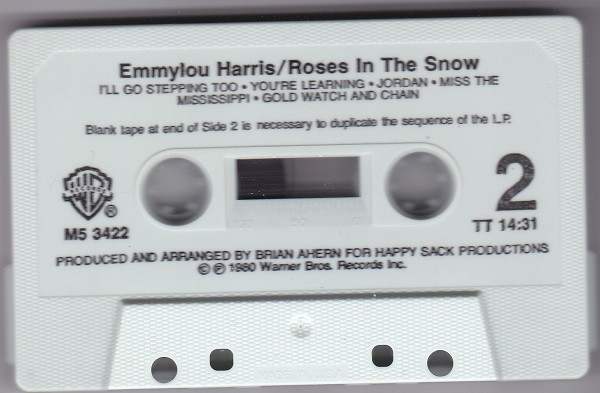 Emmylou Harris/Roses In The Snow
I'LL GO STEPPING TOO • YOU'RE LEARNING • JORDAN • MISS THE
MISSISSIPPI • GOLD WATCH AND CHAIN
Blank tape at end of Side 2 is necessary to duplicate the sequence of the L.P.
WB
RECORDS
®
2
M5 3422
TT 14:31
PRODUCED AND ARRANGED BY BRIAN AHERN FOR HAPPY SACK PRODUCTIONS
© ℗ 1980 Warner Bros. Records Inc.